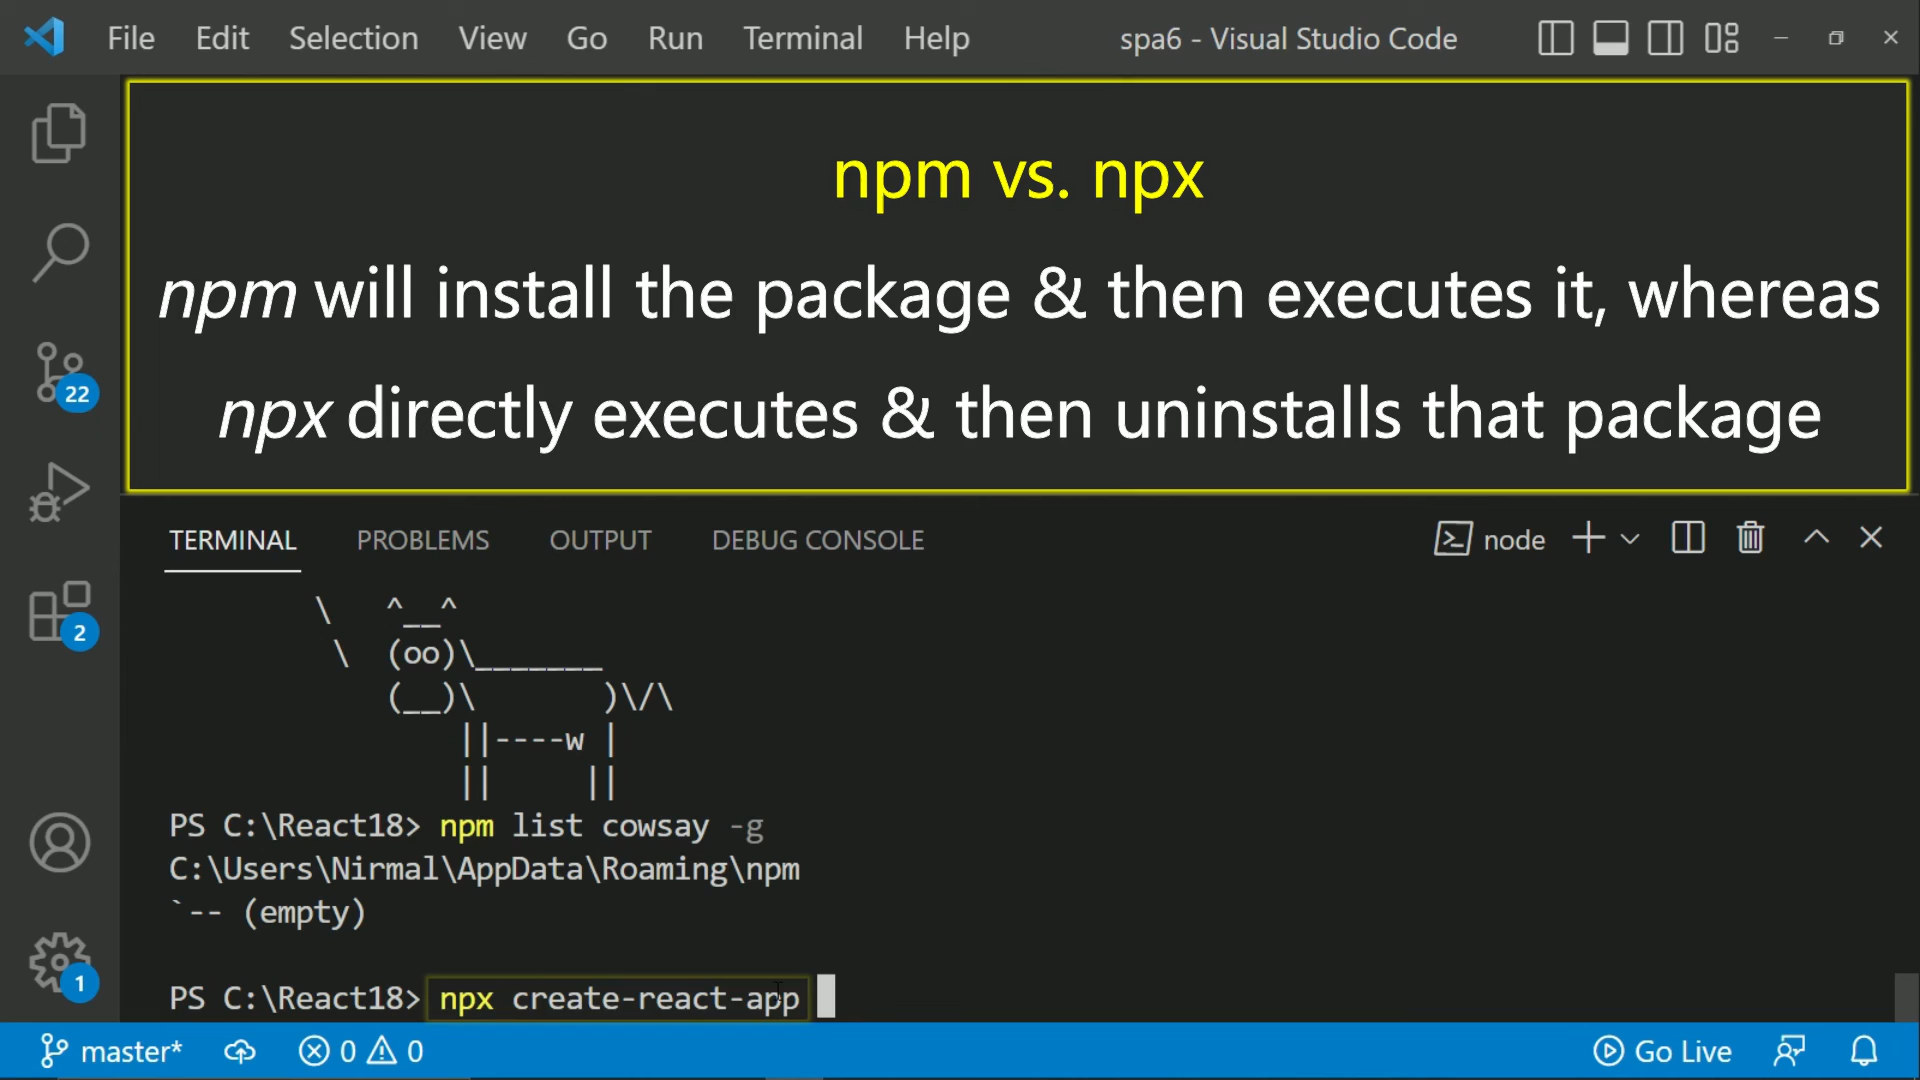 File Edit Selection View Go Run Terminal Help spa6 - Visual Studio Code
npm vs. npx
npm will install the package & then executes it, whereas
npx directly executes & then uninstalls that package
22
2
1
TERMINAL PROBLEMS OUTPUT DEBUG CONSOLE node
\   ^__^
 \  (oo)\_______
    (__)\       )\/\
        ||----w |
        ||     ||
PS C:\React18> npm list cowsay -g
C:\Users\Nirmal\AppData\Roaming\npm
`-- (empty)
PS C:\React18> npx create-react-app
master* 0 0 Go Live